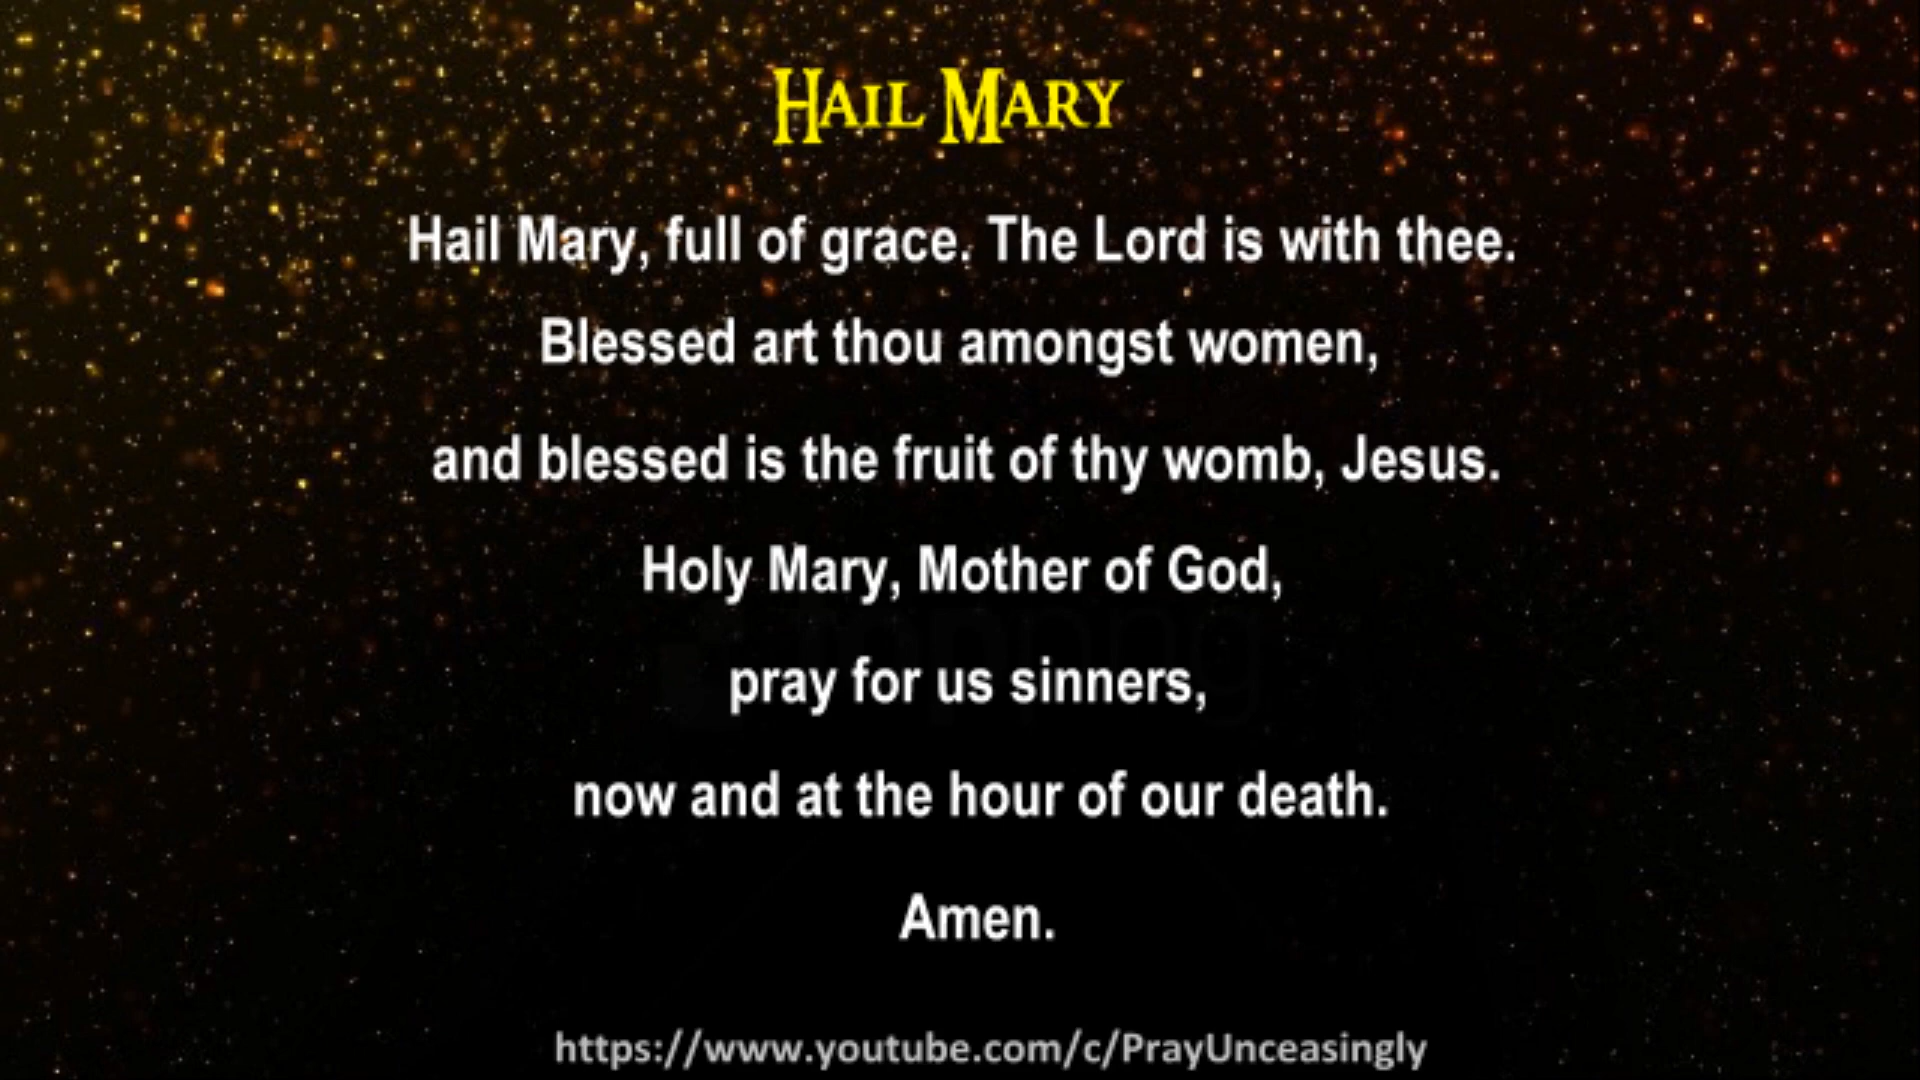 HAIL MARY
Hail Mary, full of grace. The Lord is with thee.
Blessed art thou amongst women,
and blessed is the fruit of thy womb, Jesus.
Holy Mary, Mother of God,
pray for us sinners,
now and at the hour of our death.
Amen.
https://www.youtube.com/c/PrayUnceasingly